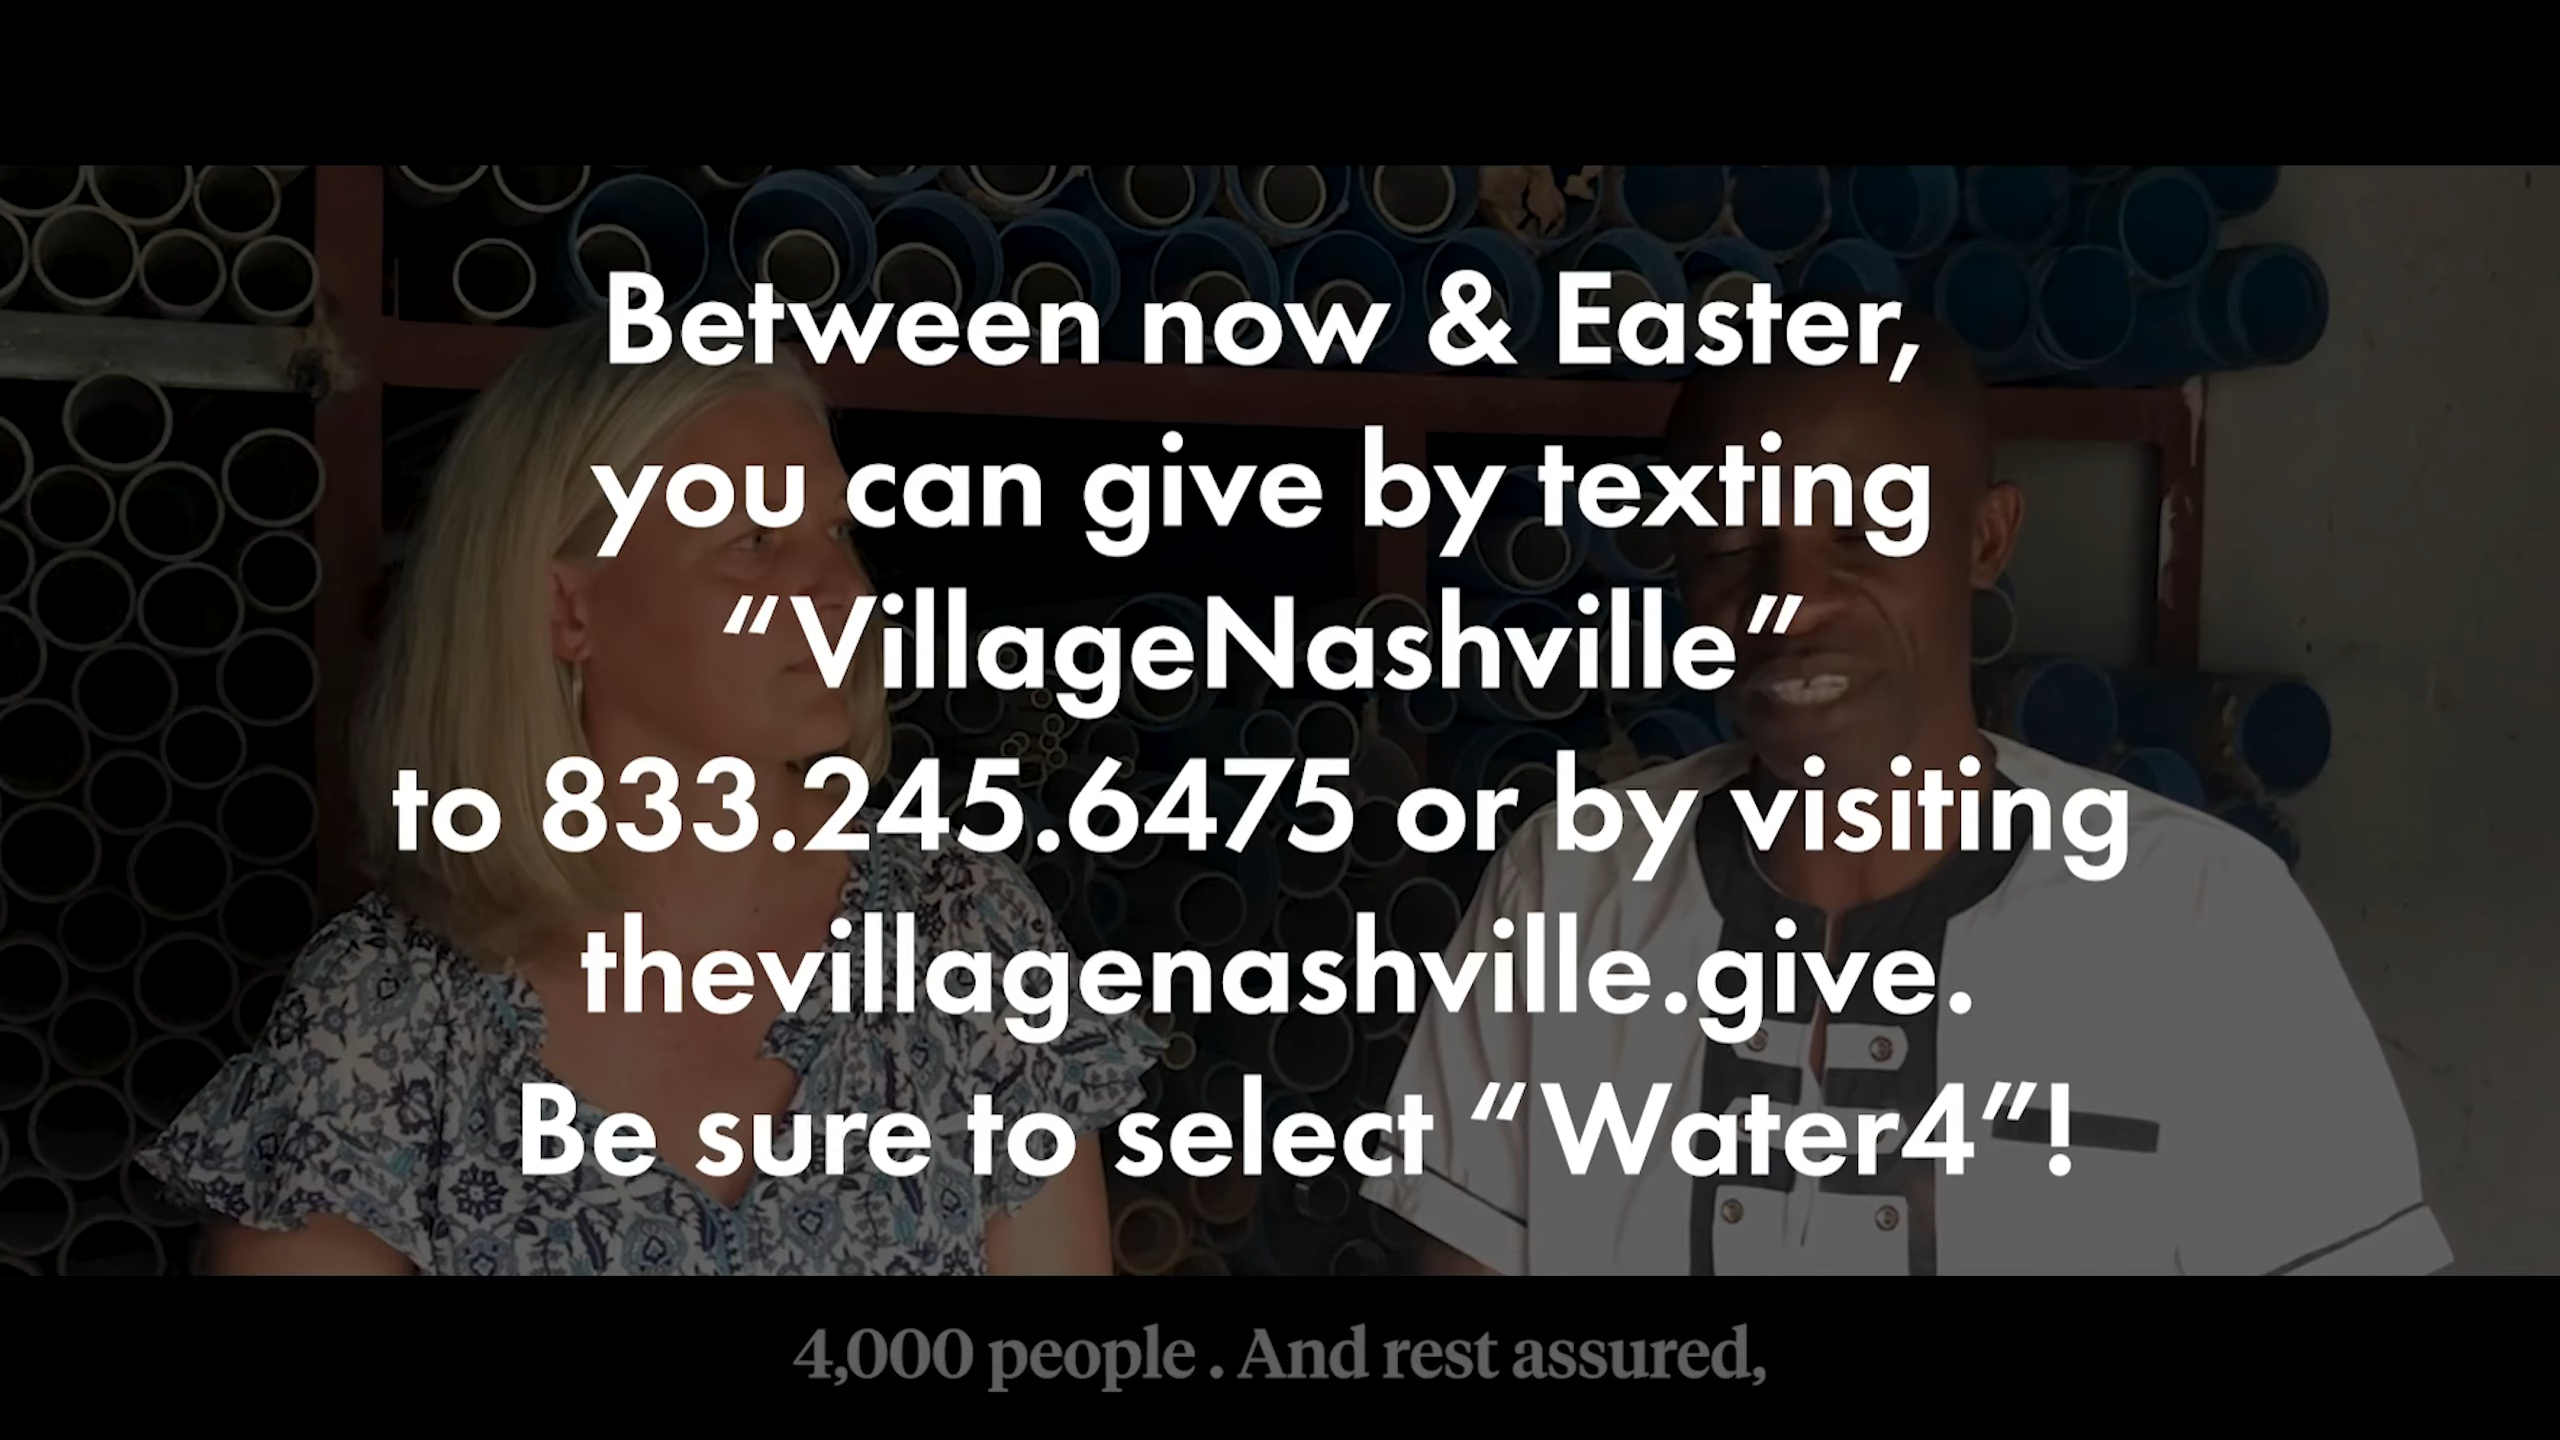 Between now & Easter,
you can give by texting
“VillageNashville”
to 833.245.6475 or by visiting
thevillagenashville.give.
Be sure to select “Water4”!
4,000 people . And rest assured,